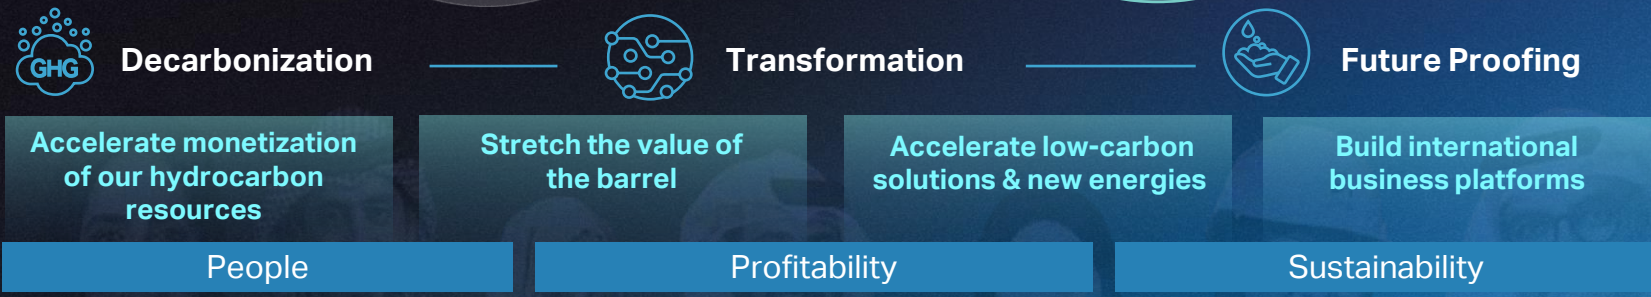 GHG
Decarbonization
Transformation
Future Proofing
Accelerate monetization
of our hydrocarbon
resources
Stretch the value of
the barrel
Accelerate low-carbon
solutions & new energies
Build international
business platforms
People
Profitability
Sustainability